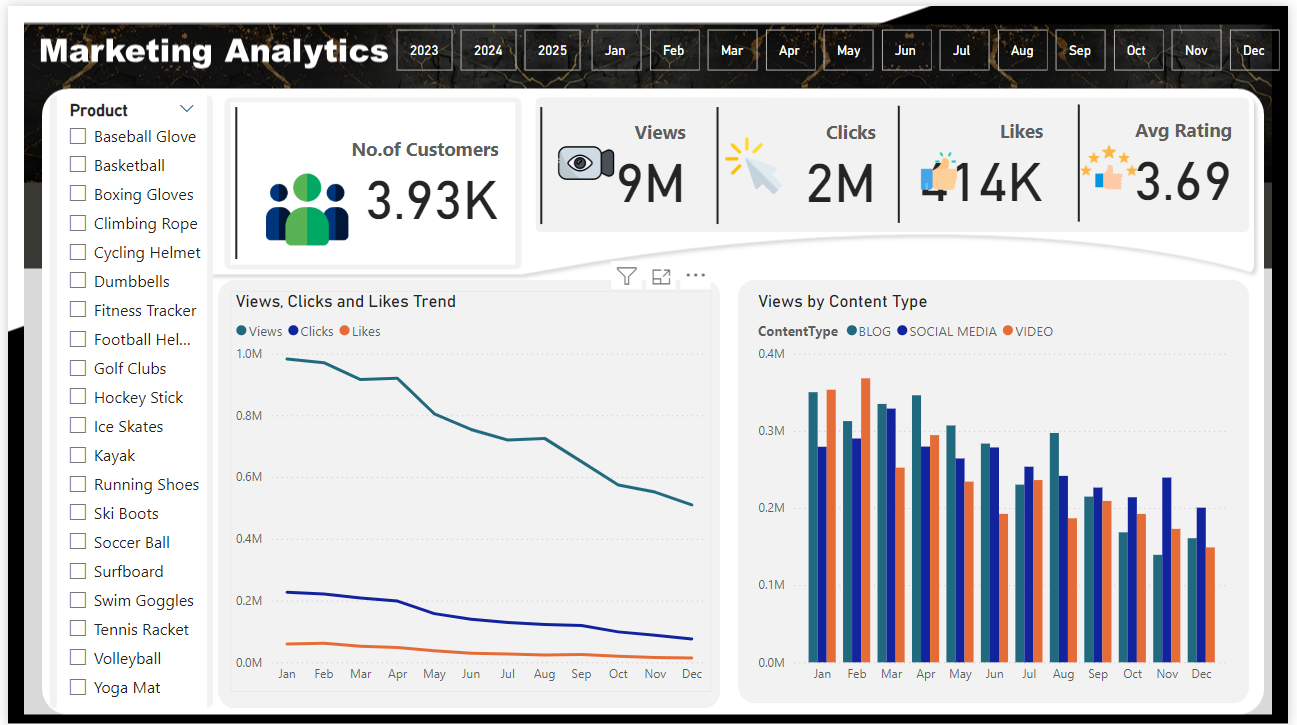 Marketing Analytics
2023 2024 2025 Jan Feb Mar Apr May Jun Jul Aug Sep Oct Nov Dec
Product
Baseball Glove
Basketball
Boxing Gloves
Climbing Rope
Cycling Helmet
Dumbbells
Fitness Tracker
Football Hel...
Golf Clubs
Hockey Stick
Ice Skates
Kayak
Running Shoes
Ski Boots
Soccer Ball
Surfboard
Swim Goggles
Tennis Racket
Volleyball
Yoga Mat
No.of Customers
3.93K
Views
9M
Clicks
2M
Likes
414K
Avg Rating
3.69
Views, Clicks and Likes Trend
Views Clicks Likes
1.0M
0.8M
0.6M
0.4M
0.2M
0.0M
Jan Feb Mar Apr May Jun Jul Aug Sep Oct Nov Dec
Views by Content Type
ContentType BLOG SOCIAL MEDIA VIDEO
0.4M
0.3M
0.2M
0.1M
0.0M
Jan Feb Mar Apr May Jun Jul Aug Sep Oct Nov Dec